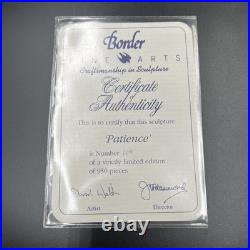 Border
FINE ARTS
Craftsmanship in Sculpture
Certificate
of
Authenticity
This is to certify that this sculpture
'Patience'
is Number
of a strictly limited edition
of 950 pieces
Artist Director